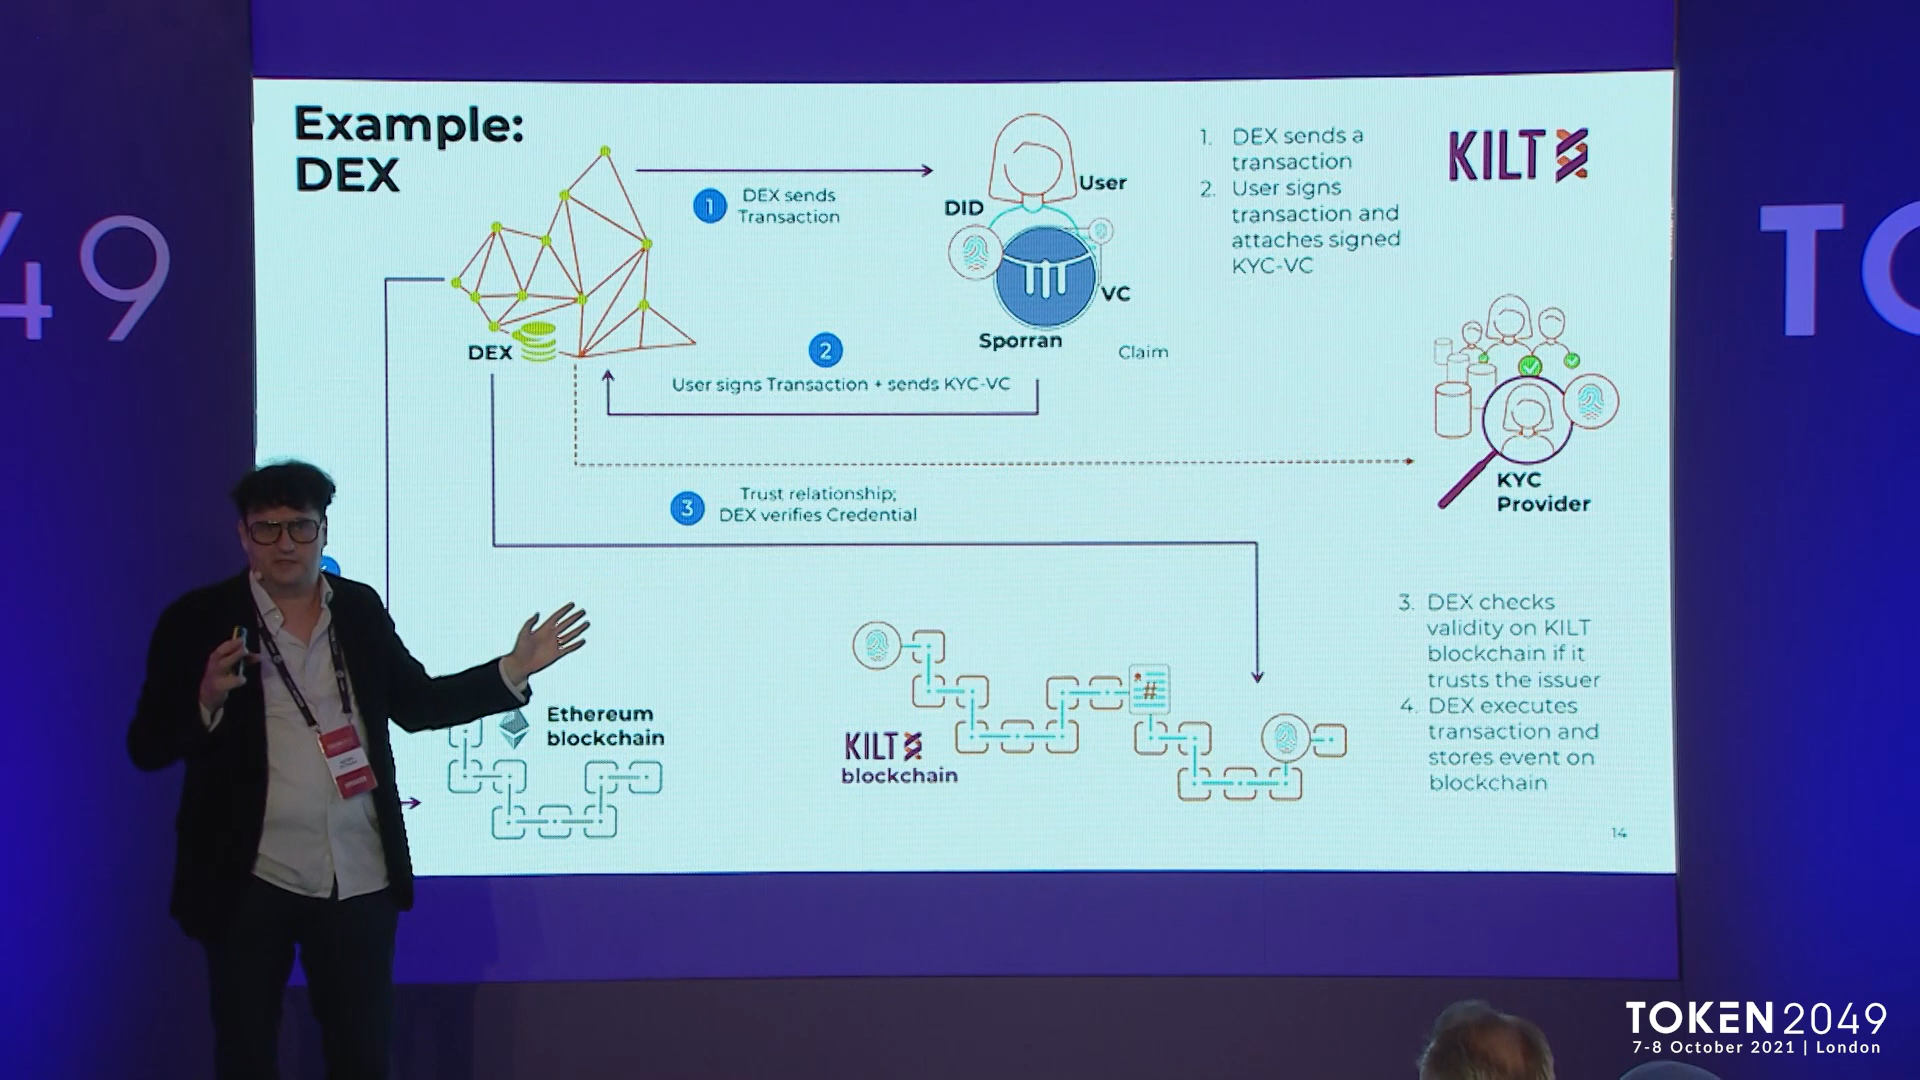 Example:
DEX
1
DEX sends
Transaction
DID
User
VC
Sporran
Claim
DEX
2
User signs Transaction + sends KYC-VC
1. DEX sends a
transaction
2. User signs
transaction and
attaches signed
KYC-VC
KILT
KYC
Provider
3
Trust relationship;
DEX verifies Credential
Ethereum
blockchain
KILT
blockchain
#
3. DEX checks
validity on KILT
blockchain if it
trusts the issuer
4. DEX executes
transaction and
stores event on
blockchain
14
49
TO
TOKEN2049
7-8 October 2021 | London